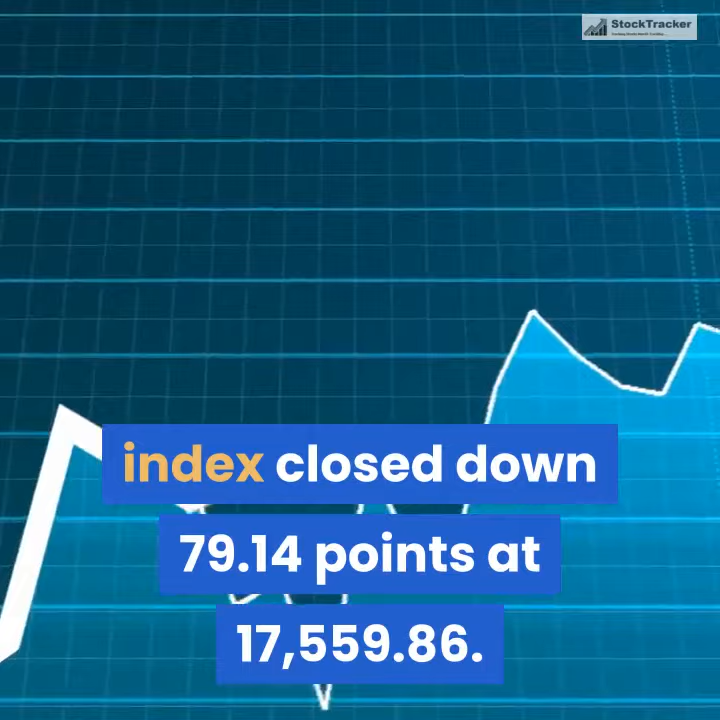 StockTracker
index closed down
79.14 points at
17,559.86.